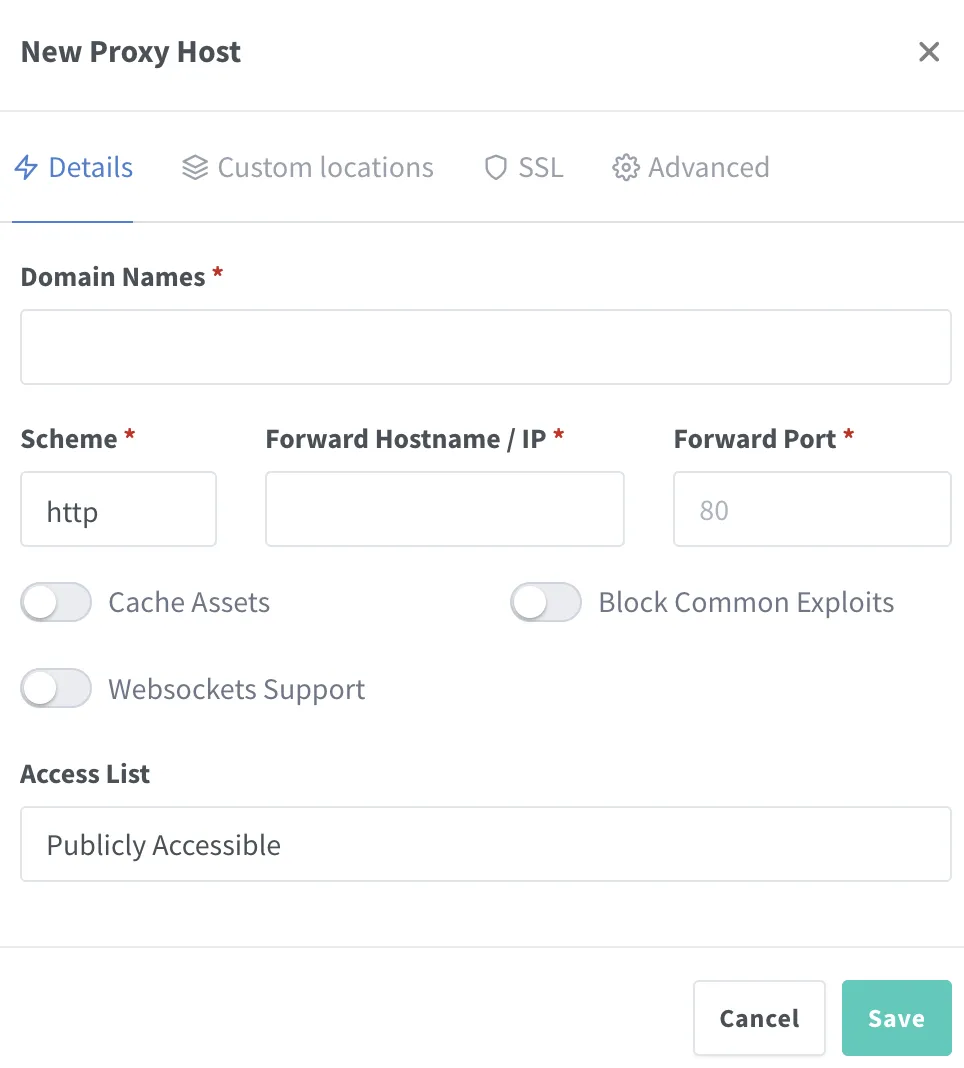 New Proxy Host
Details Custom locations SSL Advanced
Domain Names *
Scheme * Forward Hostname / IP * Forward Port *
http 80
Cache Assets Block Common Exploits
Websockets Support
Access List
Publicly Accessible
Cancel Save